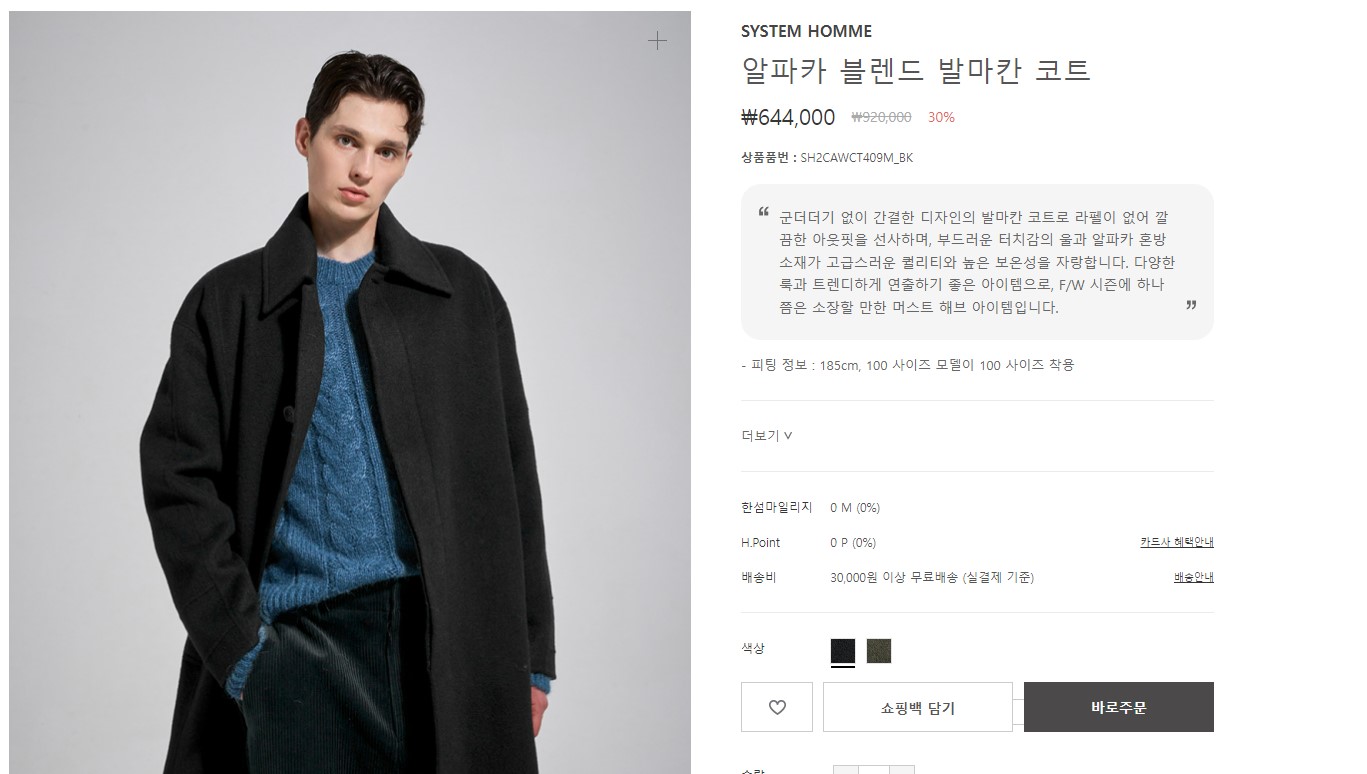 SYSTEM HOMME
알파카 블렌드 발마칸 코트
₩644,000 ₩920,000 30%
상품품번 : SH2CAWCT409M_BK
“ 군더더기 없이 간결한 디자인의 발마칸 코트로 라펠이 없어 깔
끔한 아웃핏을 선사하며, 부드러운 터치감의 울과 알파카 혼방
소재가 고급스러운 퀄리티와 높은 보온성을 자랑합니다. 다양한
룩과 트렌디하게 연출하기 좋은 아이템으로, F/W 시즌에 하나
쯤은 소장할 만한 머스트 해브 아이템입니다. ”
- 피팅 정보 : 185cm, 100 사이즈 모델이 100 사이즈 착용
더보기 ∨
한섬마일리지 0 M (0%)
H.Point 0 P (0%) 카드사 혜택안내
배송비 30,000원 이상 무료배송 (실결제 기준) 배송안내
색상
쇼핑백 담기 바로주문